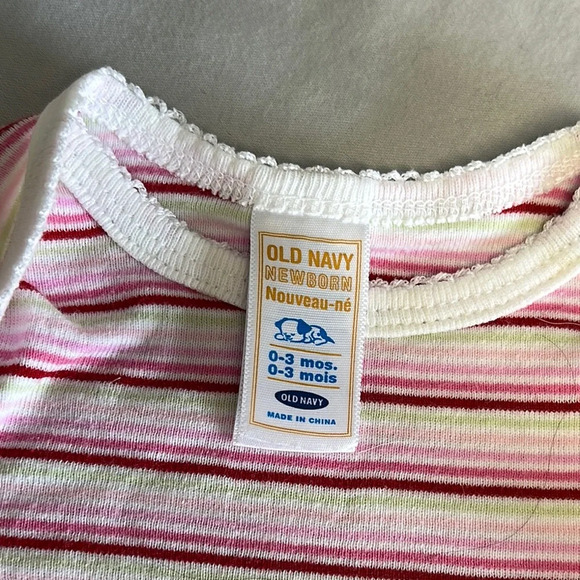 OLD NAVY
NEWBORN
Nouveau-né
0-3 mos.
0-3 mois
OLD NAVY
MADE IN CHINA